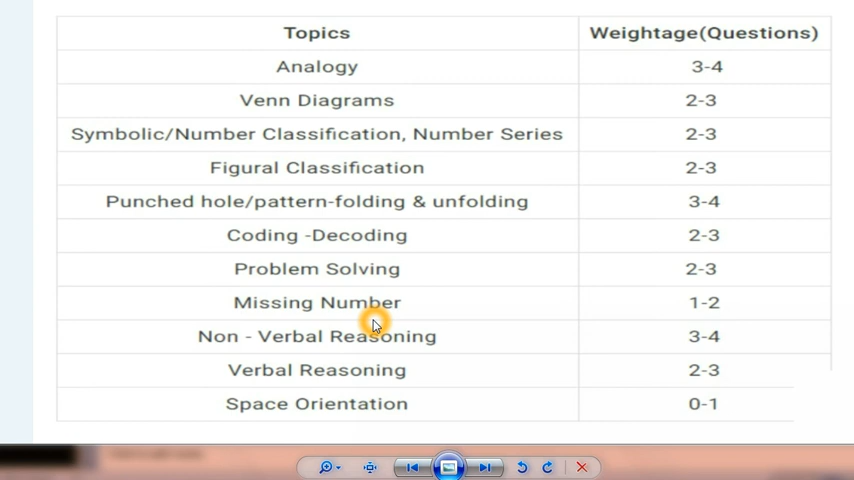 Topics Weightage(Questions)
Analogy 3-4
Venn Diagrams 2-3
Symbolic/Number Classification, Number Series 2-3
Figural Classification 2-3
Punched hole/pattern-folding & unfolding 3-4
Coding -Decoding 2-3
Problem Solving 2-3
Missing Number 1-2
Non - Verbal Reasoning 3-4
Verbal Reasoning 2-3
Space Orientation 0-1